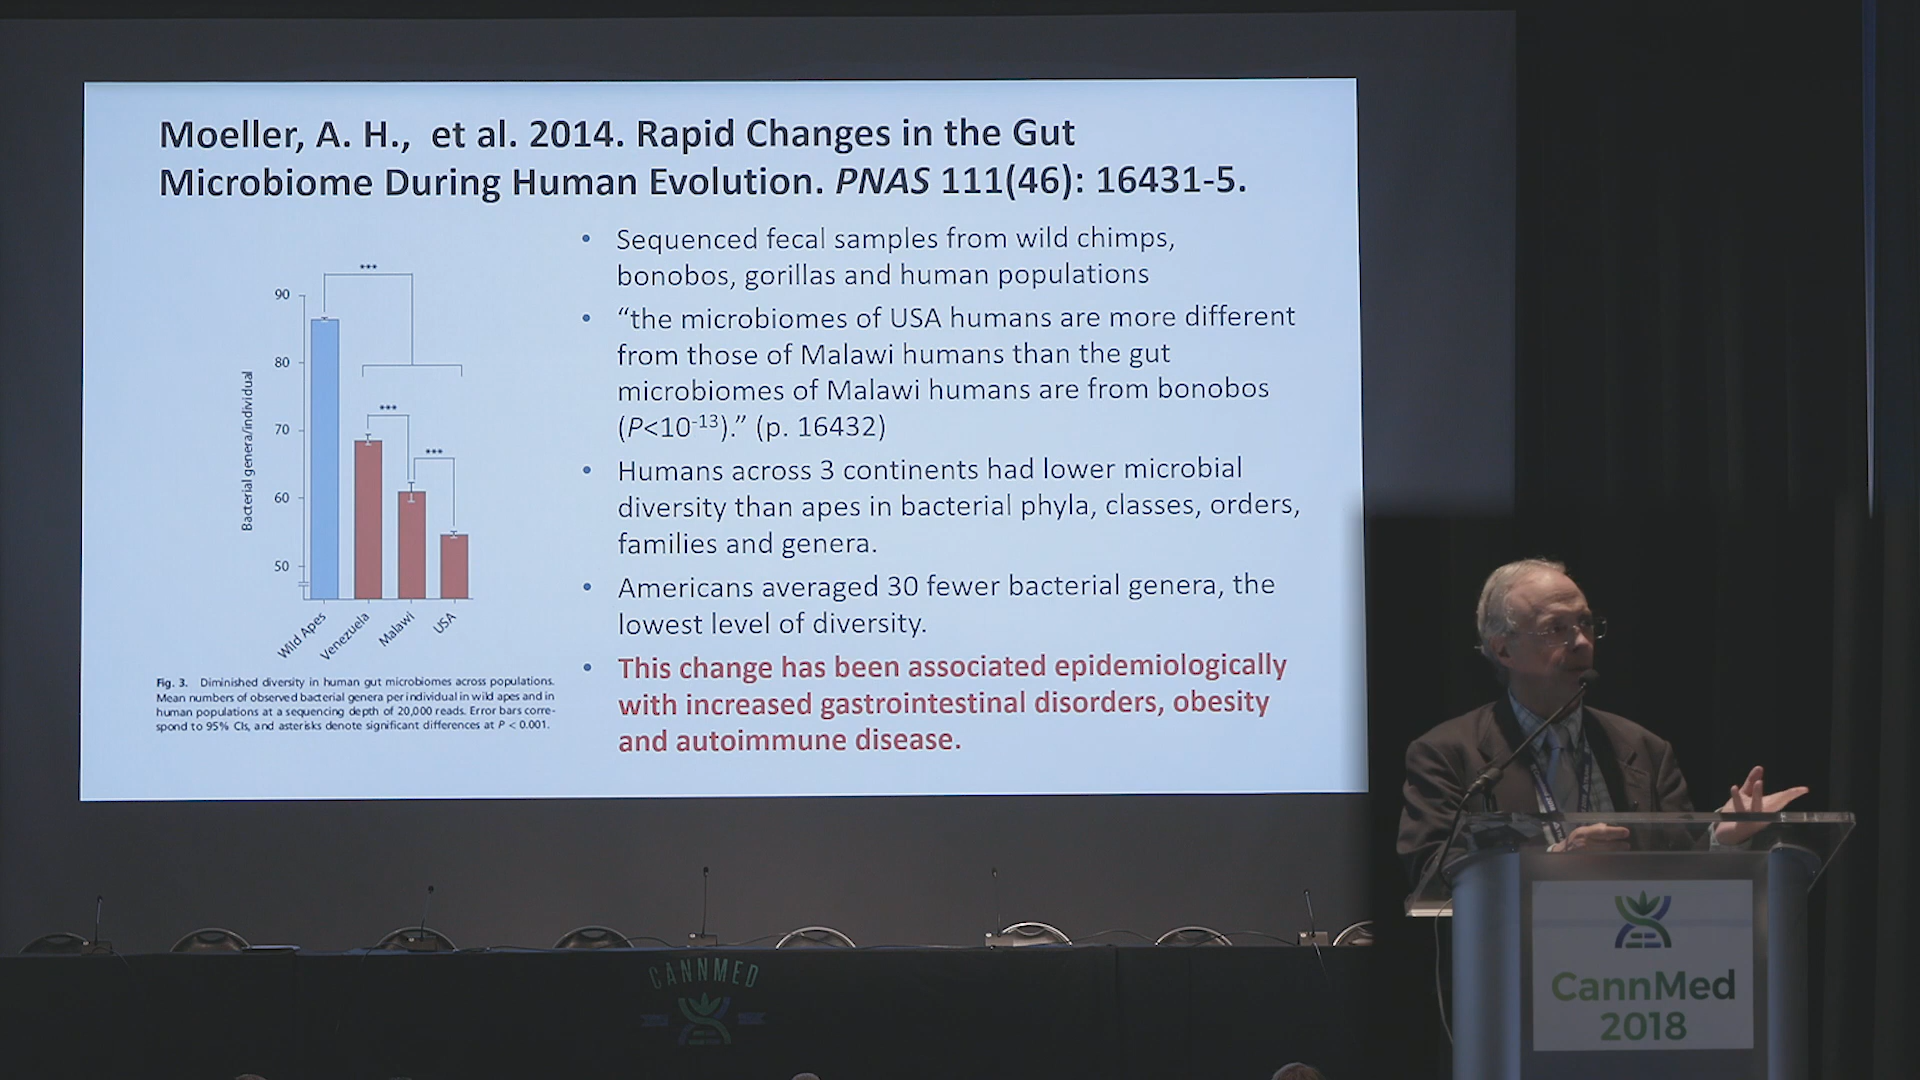 Moeller, A. H., et al. 2014. Rapid Changes in the Gut
Microbiome During Human Evolution. PNAS 111(46): 16431-5.
• Sequenced fecal samples from wild chimps,
bonobos, gorillas and human populations
• “the microbiomes of USA humans are more different
from those of Malawi humans than the gut
microbiomes of Malawi humans are from bonobos
(P<10⁻¹³).” (p. 16432)
• Humans across 3 continents had lower microbial
diversity than apes in bacterial phyla, classes, orders,
families and genera.
• Americans averaged 30 fewer bacterial genera, the
lowest level of diversity.
• This change has been associated epidemiologically
with increased gastrointestinal disorders, obesity
and autoimmune disease.
***
***
***
90
80
70
60
50
Bacterial genera/individual
Wild Apes
Venezuela
Malawi
USA
Fig. 3. Diminished diversity in human gut microbiomes across populations.
Mean numbers of observed bacterial genera per individual in wild apes and in
human populations at a sequencing depth of 20,000 reads. Error bars corre-
spond to 95% CIs, and asterisks denote significant differences at P < 0.001.
CANNMED
CannMed
2018